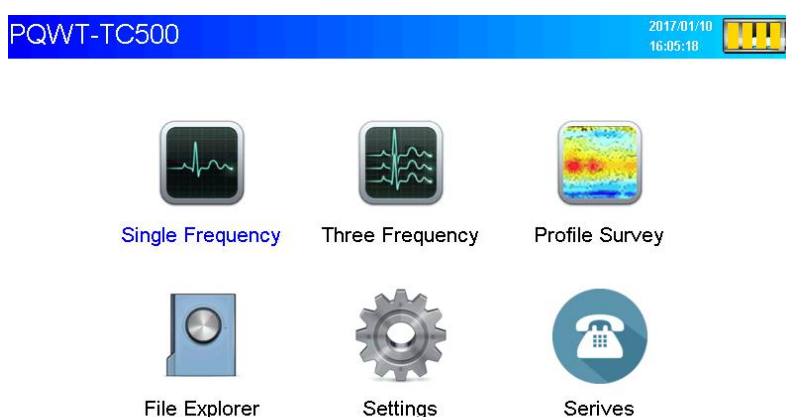 PQWT-TC500
2017/01/10
16:05:18
Single Frequency
Three Frequency
Profile Survey
File Explorer
Settings
Serives